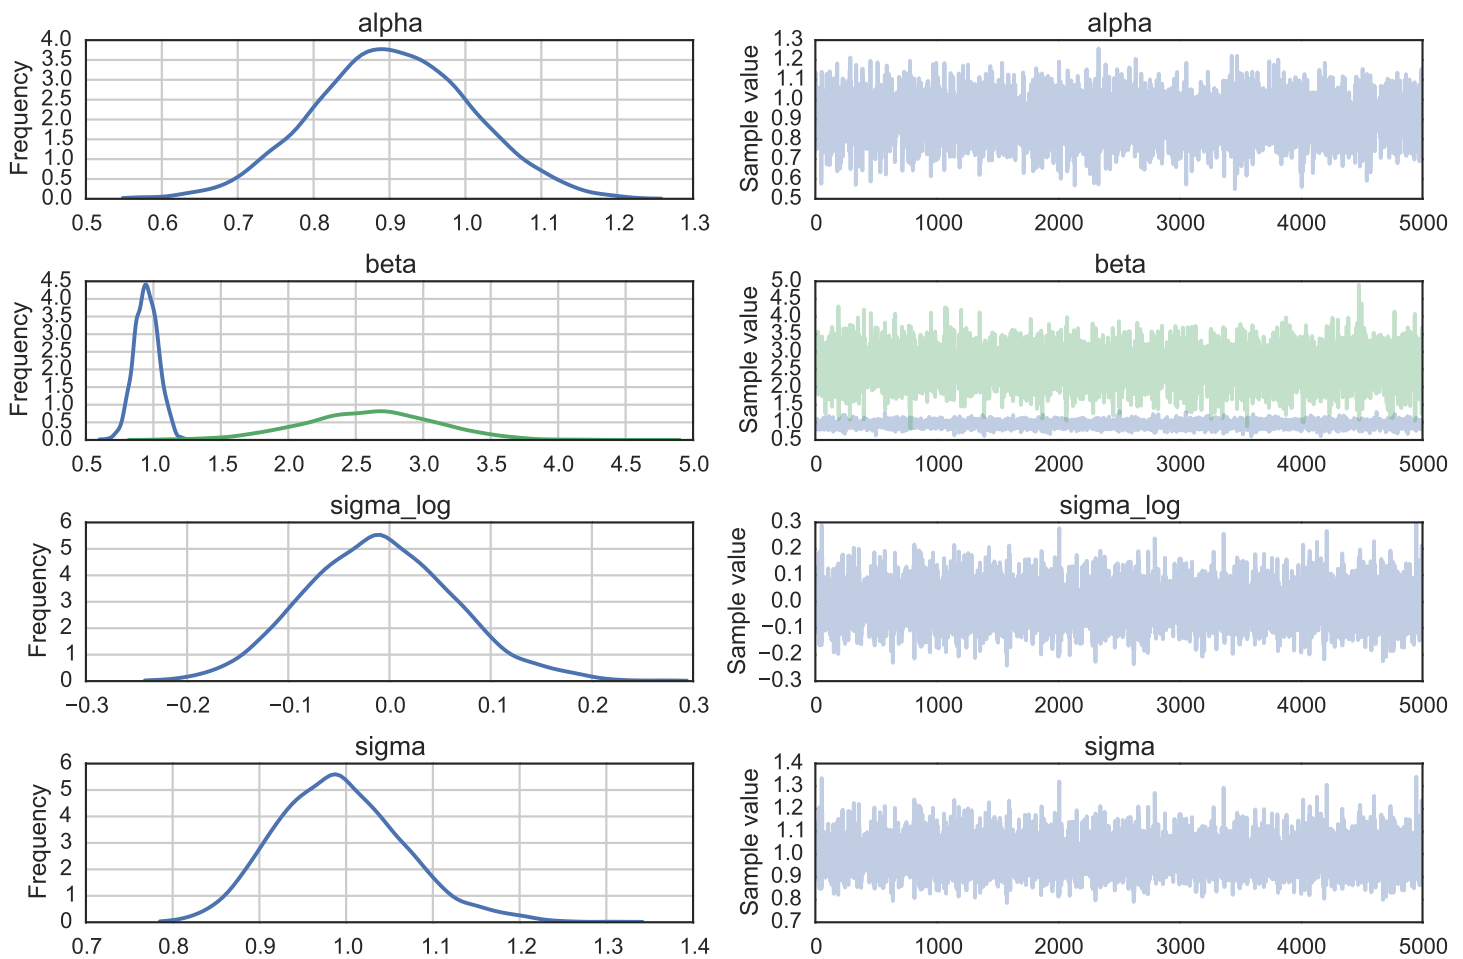 alpha
Frequency
4.0
3.5
3.0
2.5
2.0
1.5
1.0
0.5
0.0
0.5 0.6 0.7 0.8 0.9 1.0 1.1 1.2 1.3
alpha
Sample value
1.3
1.2
1.1
1.0
0.9
0.8
0.7
0.6
0.5
0 1000 2000 3000 4000 5000
beta
Frequency
4.5
4.0
3.5
3.0
2.5
2.0
1.5
1.0
0.5
0.0
0.5 1.0 1.5 2.0 2.5 3.0 3.5 4.0 4.5 5.0
beta
Sample value
5.0
4.5
4.0
3.5
3.0
2.5
2.0
1.5
1.0
0.5
0 1000 2000 3000 4000 5000
sigma_log
Frequency
6
5
4
3
2
1
0
−0.3 −0.2 −0.1 0.0 0.1 0.2 0.3
sigma_log
Sample value
0.3
0.2
0.1
0.0
−0.1
−0.2
−0.3
0 1000 2000 3000 4000 5000
sigma
Frequency
6
5
4
3
2
1
0
0.7 0.8 0.9 1.0 1.1 1.2 1.3 1.4
sigma
Sample value
1.4
1.3
1.2
1.1
1.0
0.9
0.8
0.7
0 1000 2000 3000 4000 5000